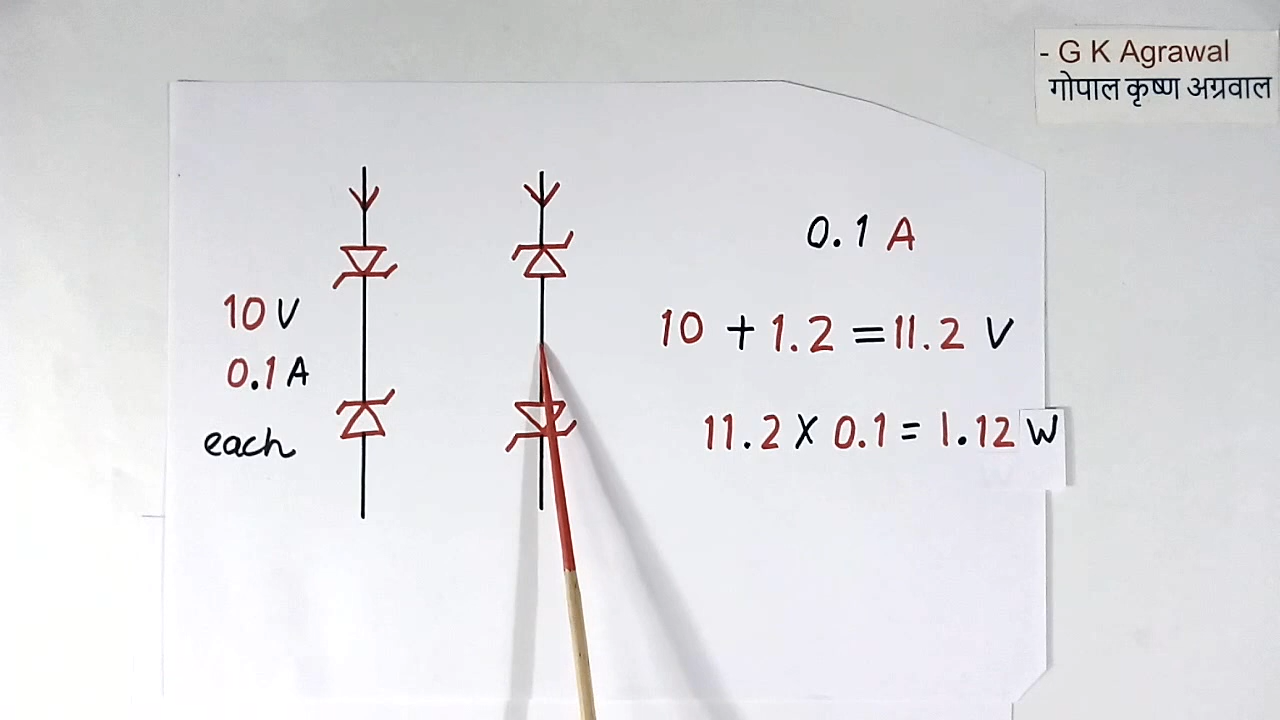 - G K Agrawal
गोपाल कृष्ण अग्रवाल
10 V
0.1 A
each
0.1 A
10 + 1.2 = 11.2 V
11.2 X 0.1 = 1.12 W